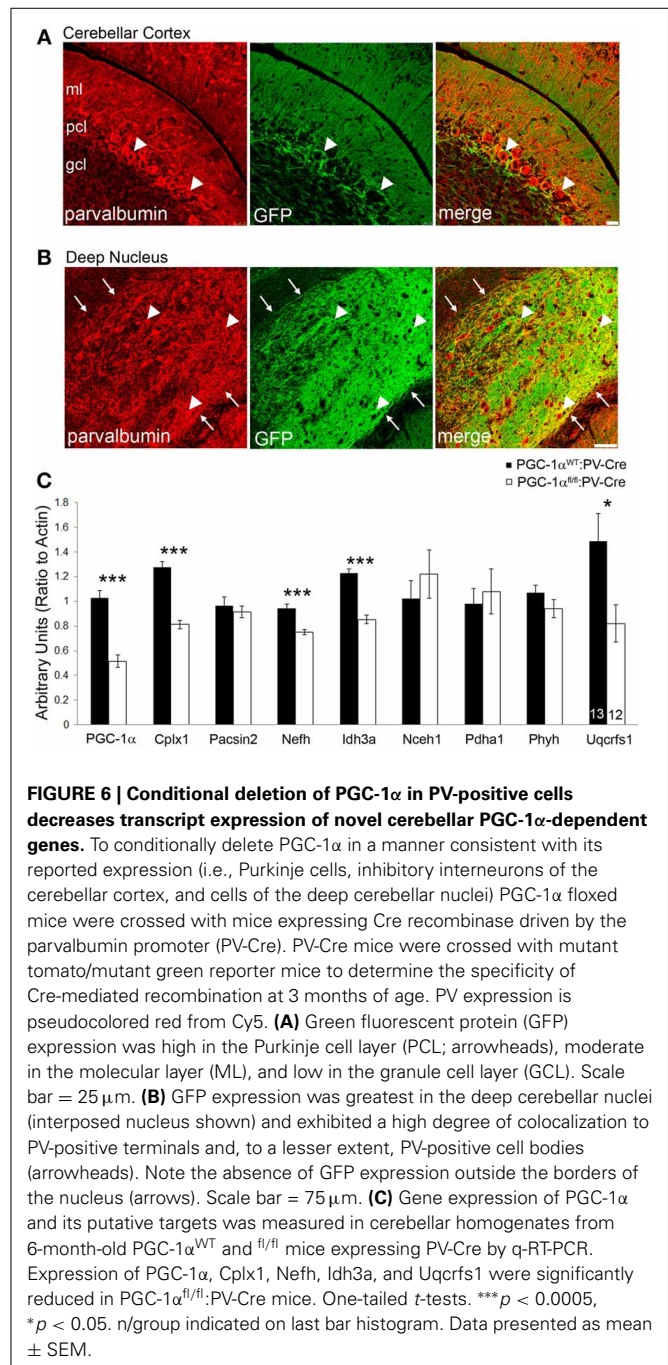 A Cerebellar Cortex
ml
pcl
gcl
parvalbumin GFP merge
B Deep Nucleus
parvalbumin GFP merge
C
■ PGC-1α^WT:PV-Cre
□ PGC-1α^fl/fl:PV-Cre
Arbitrary Units (Ratio to Actin)
1.8
1.6
1.4
1.2
1
0.8
0.6
0.4
0.2
0
*** *** *** *** *
13 12
PGC-1α Cplx1 Pacsin2 Nefh Idh3a Nceh1 Pdha1 Phyh Uqcrfs1
FIGURE 6 | Conditional deletion of PGC-1α in PV-positive cells
decreases transcript expression of novel cerebellar PGC-1α-dependent
genes. To conditionally delete PGC-1α in a manner consistent with its
reported expression (i.e., Purkinje cells, inhibitory interneurons of the
cerebellar cortex, and cells of the deep cerebellar nuclei) PGC-1α floxed
mice were crossed with mice expressing Cre recombinase driven by the
parvalbumin promoter (PV-Cre). PV-Cre mice were crossed with mutant
tomato/mutant green reporter mice to determine the specificity of
Cre-mediated recombination at 3 months of age. PV expression is
pseudocolored red from Cy5. (A) Green fluorescent protein (GFP)
expression was high in the Purkinje cell layer (PCL; arrowheads), moderate
in the molecular layer (ML), and low in the granule cell layer (GCL). Scale
bar = 25 μm. (B) GFP expression was greatest in the deep cerebellar nuclei
(interposed nucleus shown) and exhibited a high degree of colocalization to
PV-positive terminals and, to a lesser extent, PV-positive cell bodies
(arrowheads). Note the absence of GFP expression outside the borders of
the nucleus (arrows). Scale bar = 75 μm. (C) Gene expression of PGC-1α
and its putative targets was measured in cerebellar homogenates from
6-month-old PGC-1α^WT and ^fl/fl mice expressing PV-Cre by q-RT-PCR.
Expression of PGC-1α, Cplx1, Nefh, Idh3a, and Uqcrfs1 were significantly
reduced in PGC-1α^fl/fl:PV-Cre mice. One-tailed t-tests. ***p < 0.0005,
*p < 0.05. n/group indicated on last bar histogram. Data presented as mean
± SEM.